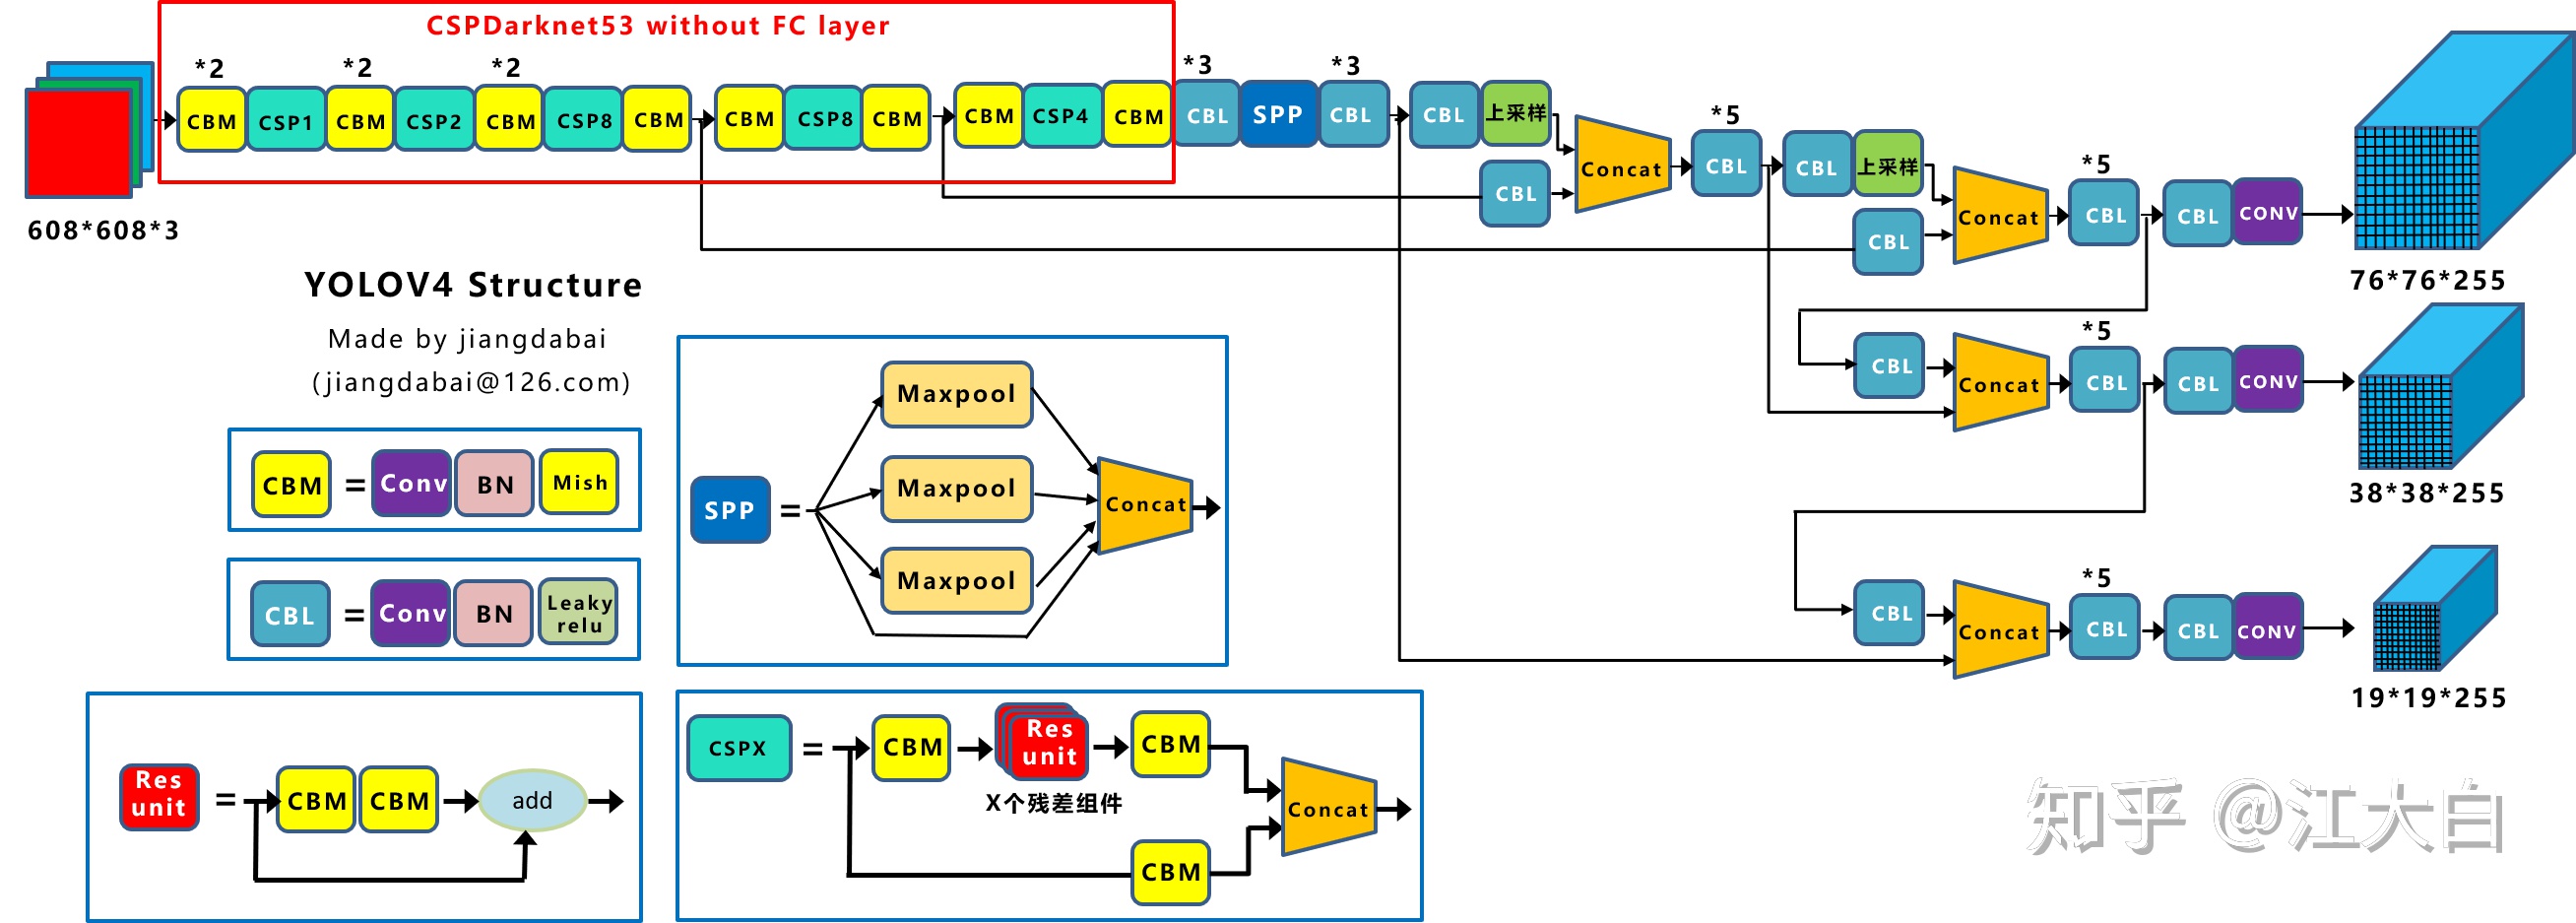 CSPDarknet53 without FC layer
*2 *2 *2 *3 *3
CBM CSP1 CBM CSP2 CBM CSP8 CBM CBM CSP8 CBM CBM CSP4 CBM CBL SPP CBL CBL 上采样
*5
Concat CBL CBL 上采样
CBL
*5
Concat CBL CBL CONV
CBL
608*608*3
76*76*255
YOLOV4 Structure
Made by jiangdabai
(jiangdabai@126.com)
*5
CBL Concat CBL CBL CONV
38*38*255
*5
CBL Concat CBL CBL CONV
19*19*255
CBM = Conv BN Mish
CBL = Conv BN Leaky
relu
Maxpool
Maxpool
SPP = Concat
Maxpool
Res
unit = CBM CBM add
CSPX = CBM Res
unit CBM
X个残差组件
Concat
CBM
知乎 @江大白